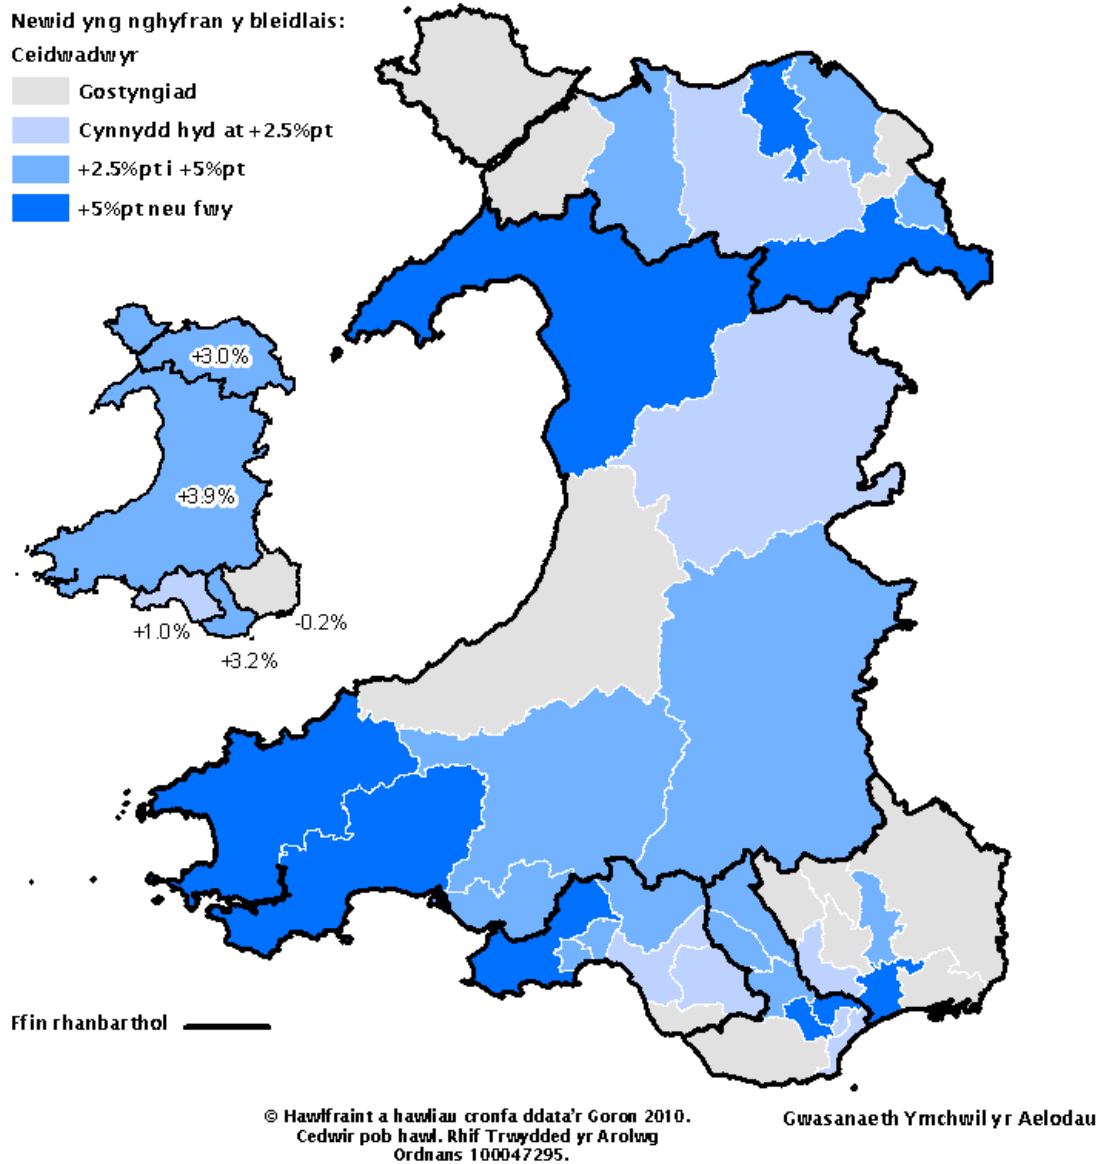 Newid yng nghyfran y bleidlais:
Ceidwadwyr
Gostyngiad
Cynnydd hyd at +2.5%pt
+2.5%pt i +5%pt
+5%pt neu fwy
+3.0%
+3.9%
+1.0%
-0.2%
+3.2%
Ffin rhanbarthol
© Hawlfraint a hawliau cronfa ddata'r Goron 2010.
Cedwir pob hawl. Rhif Trwydded yr Arolwg
Ordnans 100047295.
Gwasanaeth Ymchwil yr Aelodau